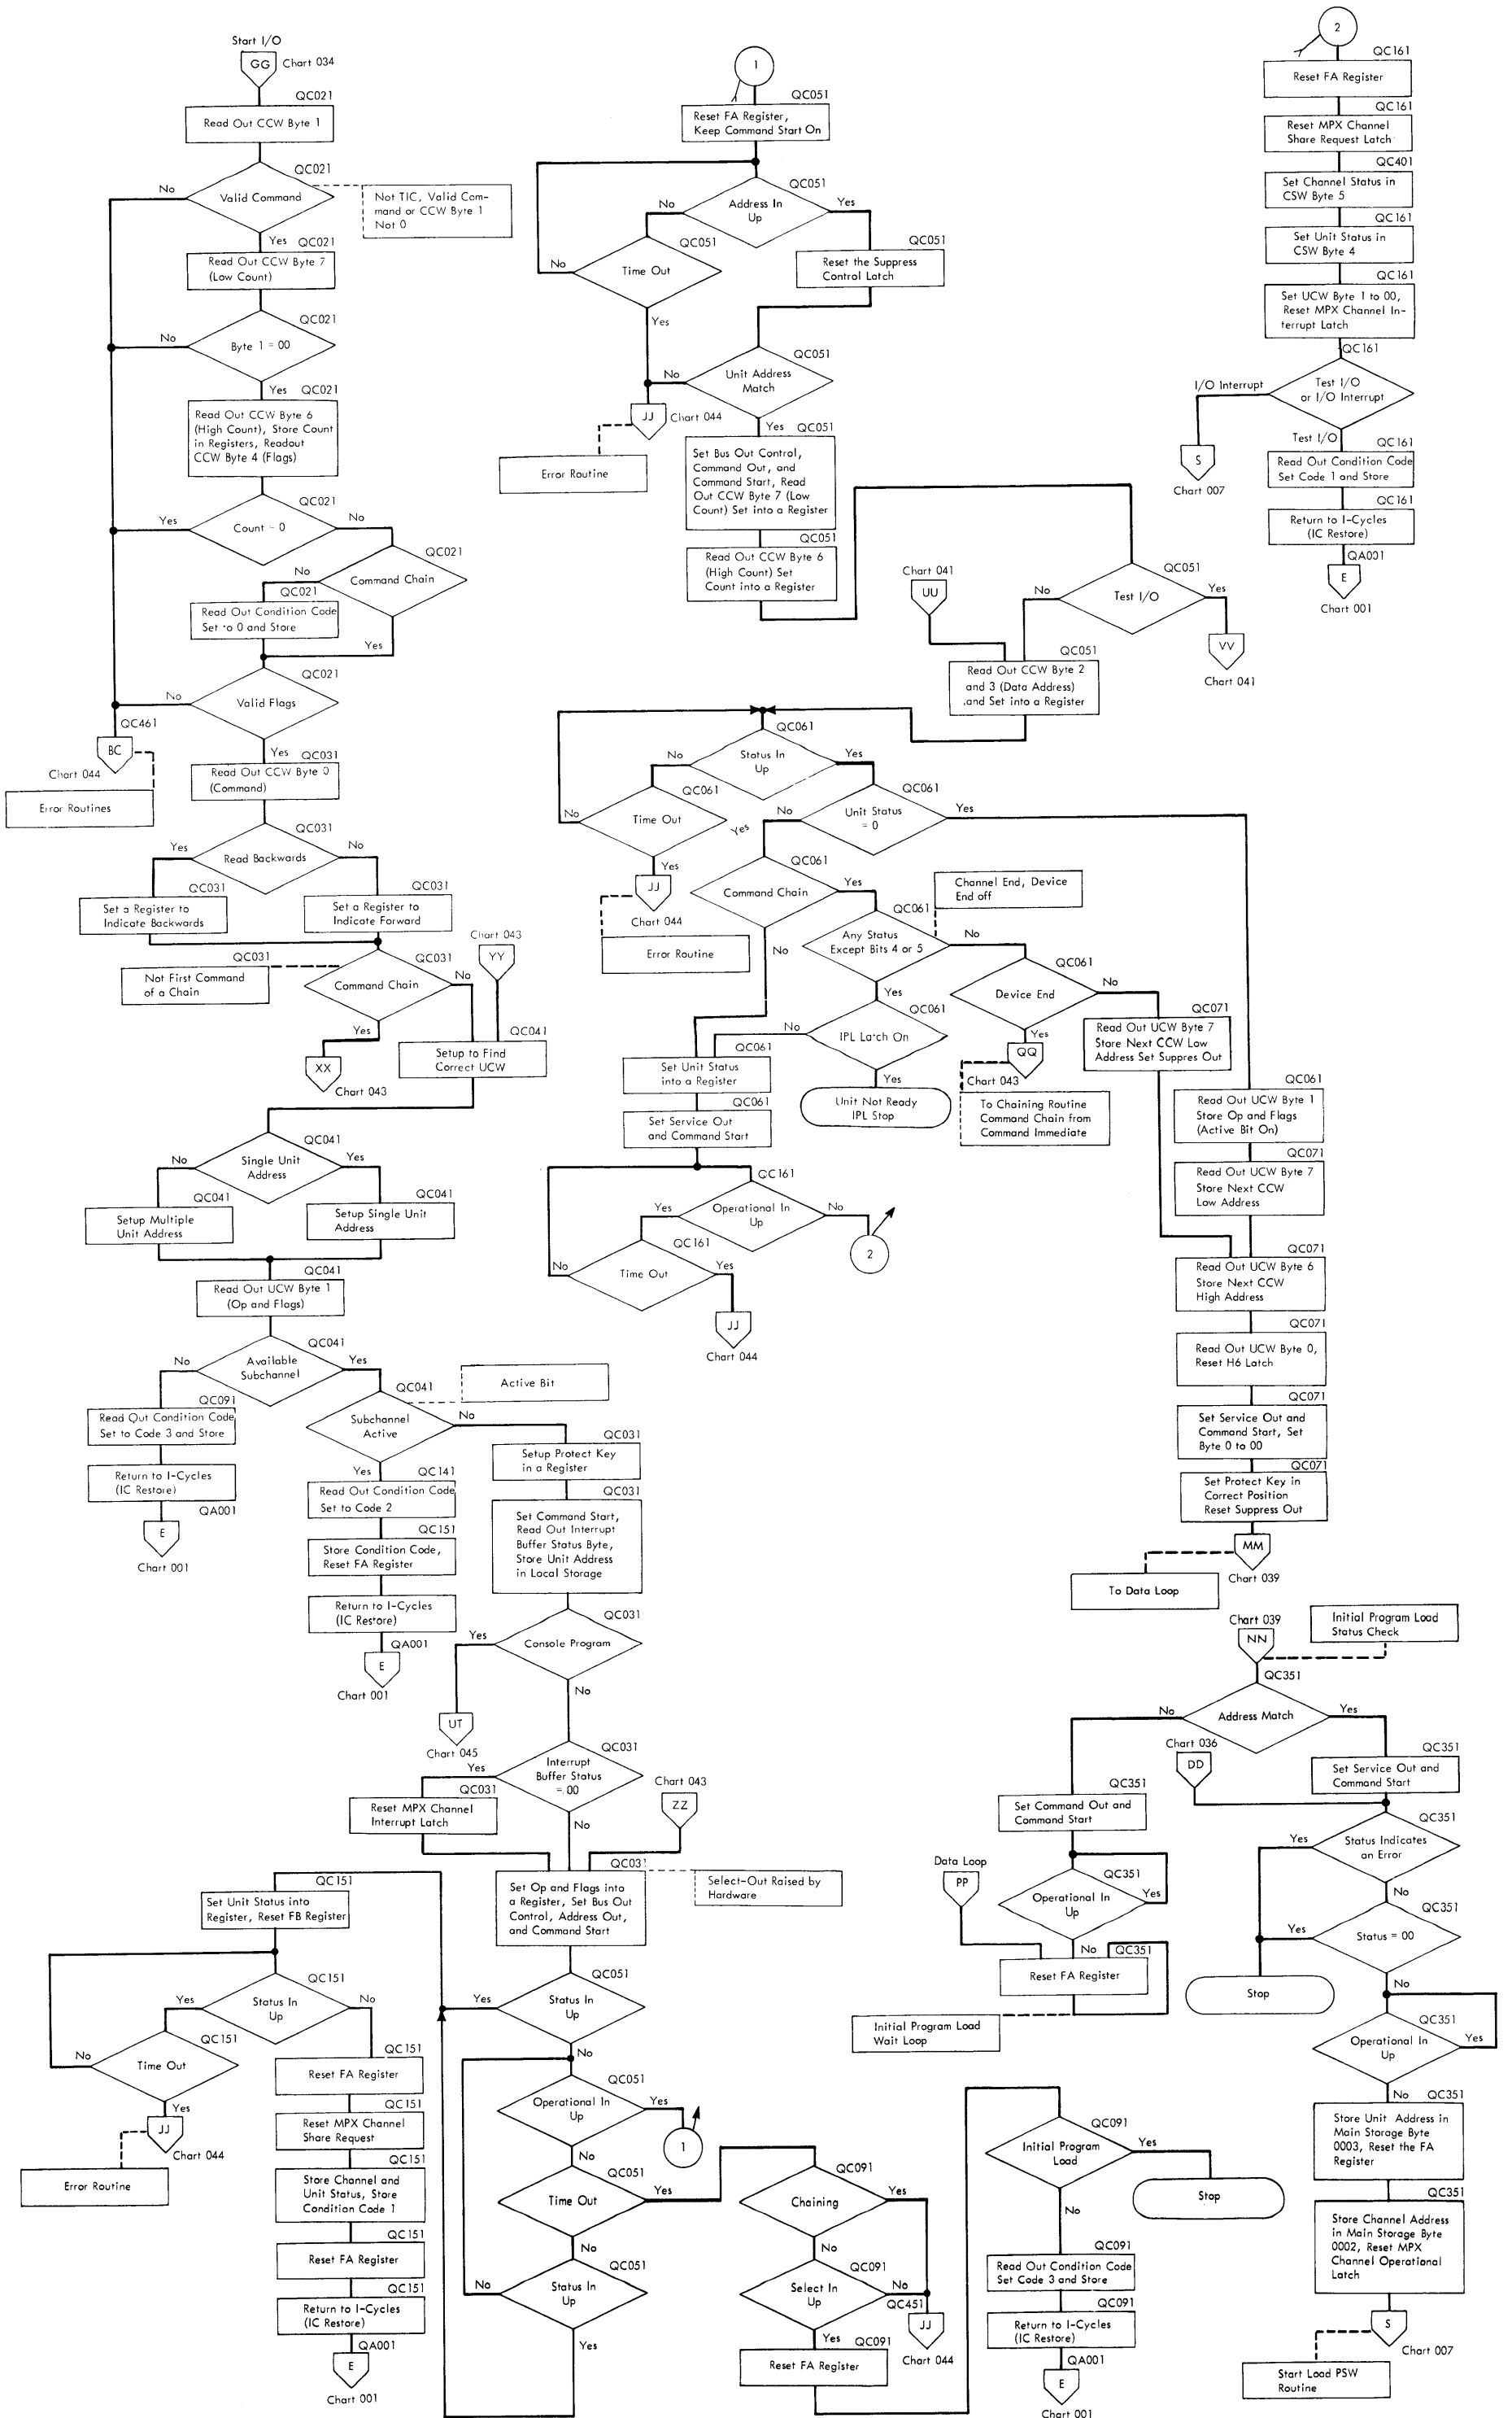 Start I/O
GG
Chart 034
QC021
Read Out CCW Byte 1
QC021
Valid Command
No
Not TIC, Valid Com-
mand or CCW Byte 1
Not 0
Yes
QC021
Read Out CCW Byte 7
(Low Count)
QC021
Byte 1 = 00
No
Yes
QC021
Read Out CCW Byte 6
(High Count), Store Count
in Registers, Readout
CCW Byte 4 (Flags)
QC021
Count = 0
Yes
No
QC021
Command Chain
No
QC021
Read Out Condition Code
Set to 0 and Store
Yes
QC021
Valid Flags
No
QC461
BC
Chart 044
Error Routines
Yes
QC031
Read Out CCW Byte 0
(Command)
QC031
Read Backwards
Yes
No
QC031
Set a Register to
Indicate Backwards
QC031
Set a Register to
Indicate Forward
QC031
Not First Command
of a Chain
QC031
Command Chain
No
Chart 043
YY
Yes
XX
Chart 043
QC041
Setup to Find
Correct UCW
QC041
Single Unit
Address
No
Yes
QC041
Setup Multiple
Unit Address
QC041
Setup Single Unit
Address
QC041
Read Out UCW Byte 1
(Op and Flags)
QC041
Available
Subchannel
No
Yes
QC091
Read Out Condition Code
Set to Code 3 and Store
Return to I-Cycles
(IC Restore)
QA001
E
Chart 001
QC041
Active Bit
Subchannel
Active
No
Yes
QC141
Read Out Condition Code
Set to Code 2
QC151
Store Condition Code,
Reset FA Register
Return to I-Cycles
(IC Restore)
QA001
E
Chart 001
QC031
Setup Protect Key
in a Register
QC031
Set Command Start,
Read Out Interrupt
Buffer Status Byte,
Store Unit Address
in Local Storage
QC031
Console Program
Yes
No
UT
Chart 045
QC031
Interrupt
Buffer Status
= 00
Yes
No
QC031
Reset MPX Channel
Interrupt Latch
Chart 043
ZZ
QC031
Set Op and Flags into
a Register, Set Bus Out
Control, Address Out,
and Command Start
Select-Out Raised by
Hardware
QC051
Status In
Up
Yes
No
QC051
Operational In
Up
Yes
1
No
QC051
Time Out
Yes
No
QC051
Status In
Up
No
Yes
QC151
Set Unit Status into
Register, Reset FB Register
QC151
Status In
Up
Yes
No
QC151
Time Out
No
Yes
JJ
Chart 044
Error Routine
QC151
Reset FA Register
QC151
Reset MPX Channel
Share Request
QC151
Store Channel and
Unit Status, Store
Condition Code 1
QC151
Reset FA Register
QC151
Return to I-Cycles
(IC Restore)
QA001
E
Chart 001
QC091
Chaining
Yes
No
QC091
Select In
Up
No
QC451
JJ
Chart 044
Yes
QC091
Reset FA Register
QC091
Initial Program
Load
Yes
Stop
No
QC091
Read Out Condition Code
Set Code 3 and Store
QC091
Return to I-Cycles
(IC Restore)
QA001
E
Chart 001
1
QC051
Reset FA Register,
Keep Command Start On
QC051
Address In
Up
No
Yes
QC051
Time Out
No
Yes
QC051
Reset the Suppress
Control Latch
QC051
Unit Address
Match
No
JJ
Chart 044
Error Routine
Yes
QC051
Set Bus Out Control,
Command Out, and
Command Start, Read
Out CCW Byte 7 (Low
Count) Set into a Register
QC051
Read Out CCW Byte 6
(High Count) Set
Count into a Register
QC051
Test I/O
No
Yes
VV
Chart 041
Chart 041
UU
QC051
Read Out CCW Byte 2
and 3 (Data Address)
and Set into a Register
QC061
Status In
Up
No
Yes
QC061
Time Out
No
Yes
JJ
Chart 044
Error Routine
QC061
Unit Status
= 0
No
Yes
Yes
QC061
Command Chain
Yes
No
Channel End, Device
End off
QC061
Any Status
Except Bits 4 or 5
No
Yes
QC061
IPL Latch On
No
Yes
Unit Not Ready
IPL Stop
QC061
Device End
No
Yes
QQ
Chart 043
To Chaining Routine
Command Chain from
Command Immediate
QC071
Read Out UCW Byte 7
Store Next CCW Low
Address Set Suppres Out
QC061
Set Unit Status
into a Register
QC061
Set Service Out
and Command Start
QC161
Operational In
Up
Yes
No
2
QC161
Time Out
No
Yes
JJ
Chart 044
QC061
Read Out UCW Byte 1
Store Op and Flags
(Active Bit On)
QC071
Read Out UCW Byte 7
Store Next CCW
Low Address
QC071
Read Out UCW Byte 6
Store Next CCW
High Address
QC071
Read Out UCW Byte 0,
Reset H6 Latch
QC071
Set Service Out and
Command Start, Set
Byte 0 to 00
QC071
Set Protect Key in
Correct Position
Reset Suppress Out
MM
Chart 039
To Data Loop
2
QC161
Reset FA Register
QC161
Reset MPX Channel
Share Request Latch
QC401
Set Channel Status in
CSW Byte 5
QC161
Set Unit Status in
CSW Byte 4
QC161
Set UCW Byte 1 to 00,
Reset MPX Channel In-
terrupt Latch
QC161
Test I/O
or I/O Interrupt
I/O Interrupt
S
Chart 007
Test I/O
QC161
Read Out Condition Code
Set Code 1 and Store
QC161
Return to I-Cycles
(IC Restore)
QA001
E
Chart 001
Chart 039
NN
Initial Program Load
Status Check
QC351
Address Match
No
Yes
Chart 036
DD
QC351
Set Service Out and
Command Start
QC351
Set Command Out and
Command Start
QC351
Operational In
Up
Yes
Data Loop
PP
No
QC351
Reset FA Register
Initial Program Load
Wait Loop
QC351
Status Indicates
an Error
Yes
No
QC351
Status = 00
Yes
Stop
No
QC351
Operational In
Up
Yes
No
QC351
Store Unit Address in
Main Storage Byte
0003, Reset the FA
Register
QC351
Store Channel Address
in Main Storage Byte
0002, Reset MPX
Channel Operational
Latch
S
Chart 007
Start Load PSW
Routine